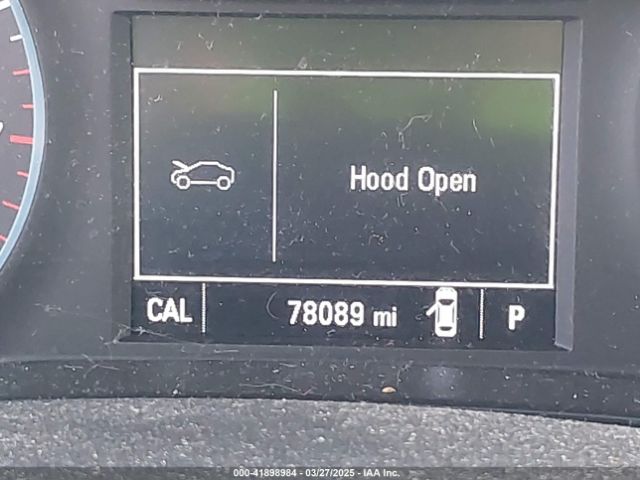 Hood Open
CAL 78089 mi P
000-41898984 - 03/27/2025 - IAA Inc.